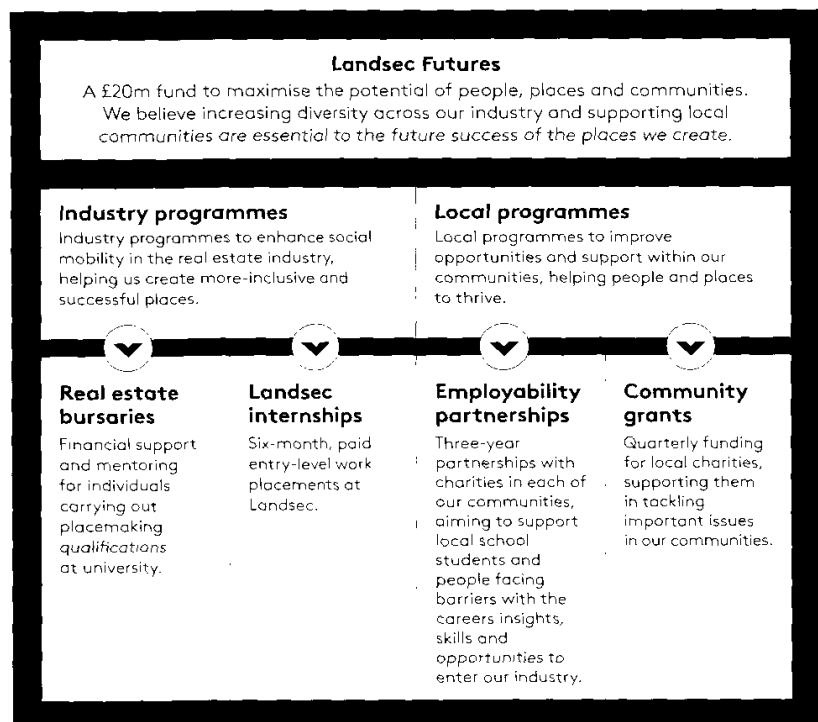 Landsec Futures
A £20m fund to maximise the potential of people, places and communities.
We believe increasing diversity across our industry and supporting local
communities are essential to the future success of the places we create.
Industry programmes
Industry programmes to enhance social
mobility in the real estate industry,
helping us create more-inclusive and
successful places.
Local programmes
Local programmes to improve
opportunities and support within our
communities, helping people and places
to thrive.
Real estate
bursaries
Financial support
and mentoring
for individuals
carrying out
placemaking
qualifications
at university.
Landsec
internships
Six-month, paid
entry-level work
placements at
Landsec.
Employability
partnerships
Three-year
partnerships with
charities in each of
our communities,
aiming to support
local school
students and
people facing
barriers with the
careers insights,
skills and
opportunities to
enter our industry.
Community
grants
Quarterly funding
for local charities,
supporting them
in tackling
important issues
in our communities.